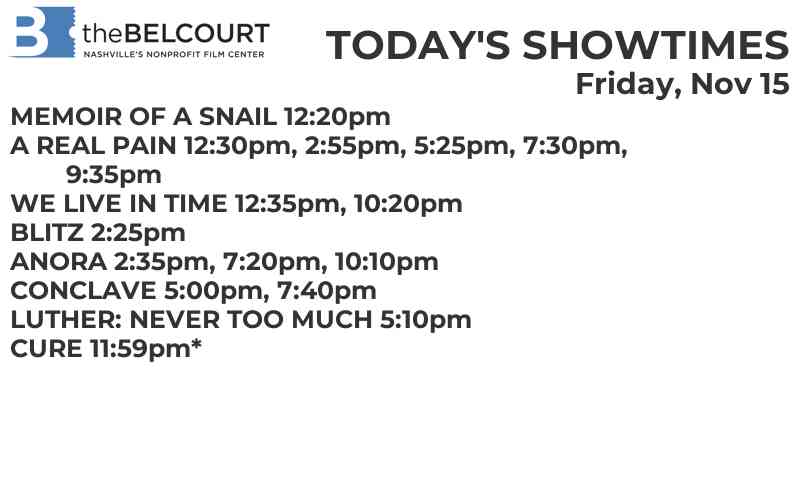 B theBELCOURT
NASHVILLE'S NONPROFIT FILM CENTER
TODAY'S SHOWTIMES
Friday, Nov 15
MEMOIR OF A SNAIL 12:20pm
A REAL PAIN 12:30pm, 2:55pm, 5:25pm, 7:30pm,
9:35pm
WE LIVE IN TIME 12:35pm, 10:20pm
BLITZ 2:25pm
ANORA 2:35pm, 7:20pm, 10:10pm
CONCLAVE 5:00pm, 7:40pm
LUTHER: NEVER TOO MUCH 5:10pm
CURE 11:59pm*